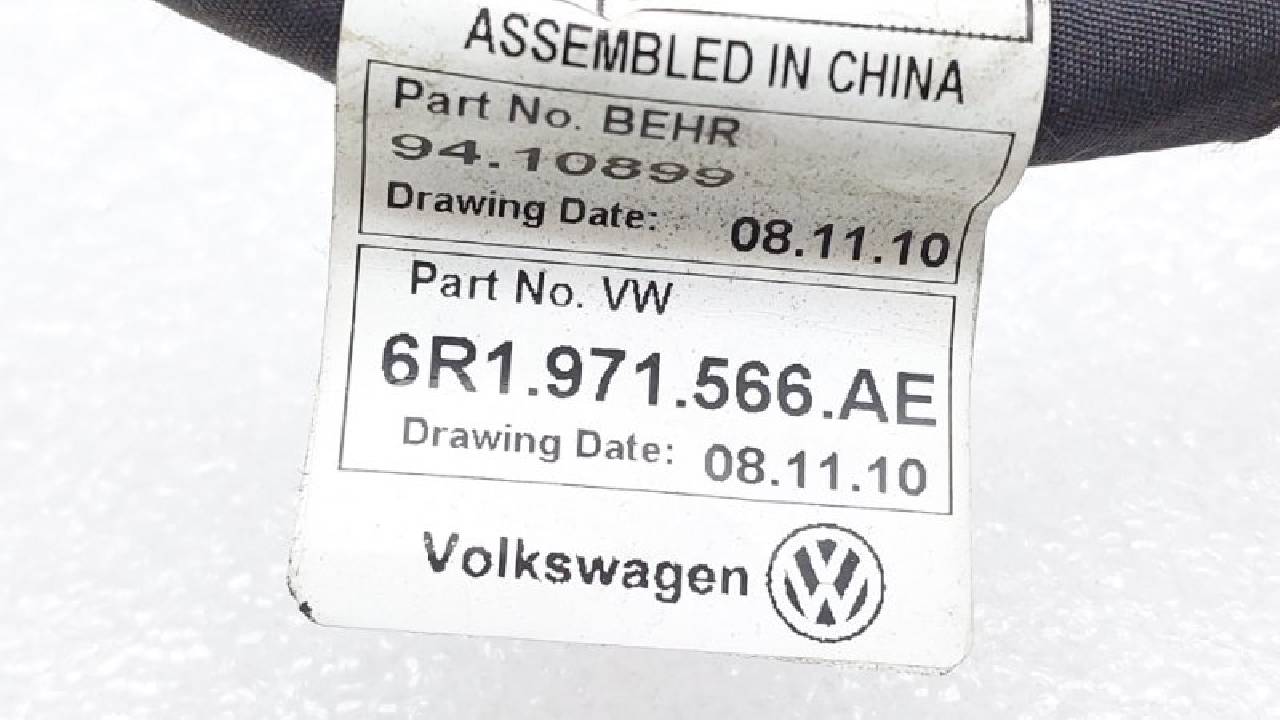 ASSEMBLED IN CHINA
Part No. BEHR
94.10899
Drawing Date: 08.11.10
Part No. VW
6R1.971.566.AE
Drawing Date: 08.11.10
Volkswagen